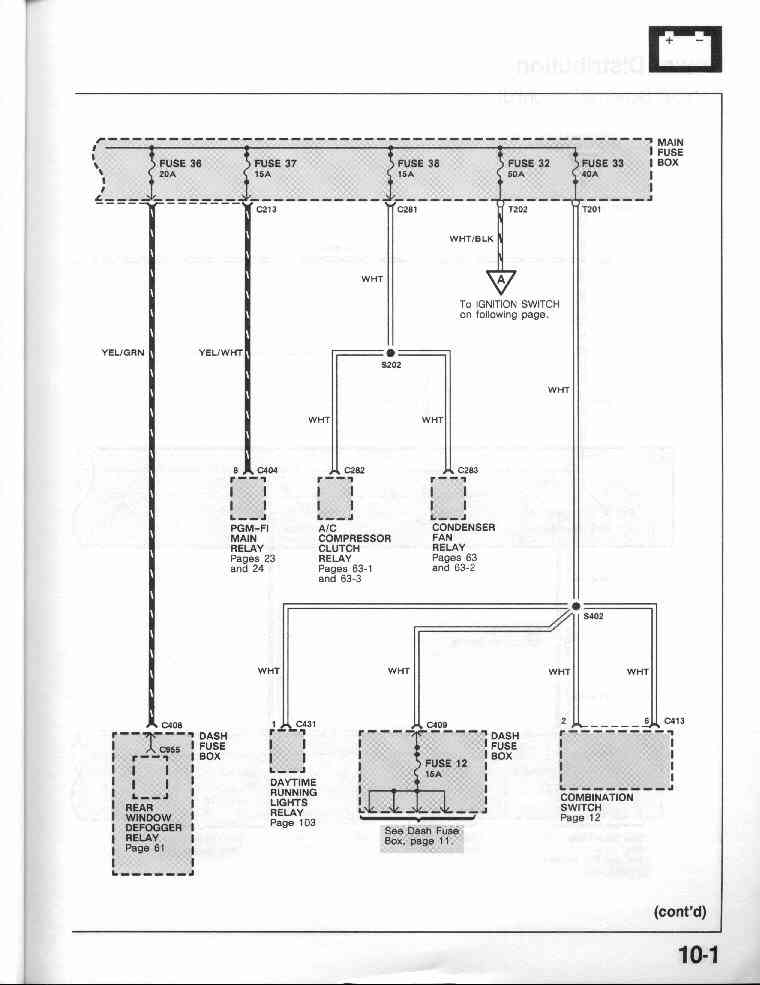 + −
MAIN
FUSE
BOX
FUSE 36
20A
FUSE 37
15A
FUSE 38
15A
FUSE 32
50A
FUSE 33
40A
C213
C281
T202
T201
WHT/BLK
WHT
A
To IGNITION SWITCH
on following page.
YEL/GRN
YEL/WHT
S202
WHT
WHT
WHT
8 C404
C282
C283
PGM-FI
MAIN
RELAY
Pages 23
and 24
A/C
COMPRESSOR
CLUTCH
RELAY
Pages 63-1
and 63-3
CONDENSER
FAN
RELAY
Pages 63
and 63-2
S402
WHT
WHT
WHT
WHT
C408
1 C431
C409
2
5 C413
DASH
FUSE
BOX
C955
REAR
WINDOW
DEFOGGER
RELAY
Page 61
DAYTIME
RUNNING
LIGHTS
RELAY
Page 103
DASH
FUSE
BOX
FUSE 12
15A
See Dash Fuse
Box, page 11.
COMBINATION
SWITCH
Page 12
(cont'd)
10-1